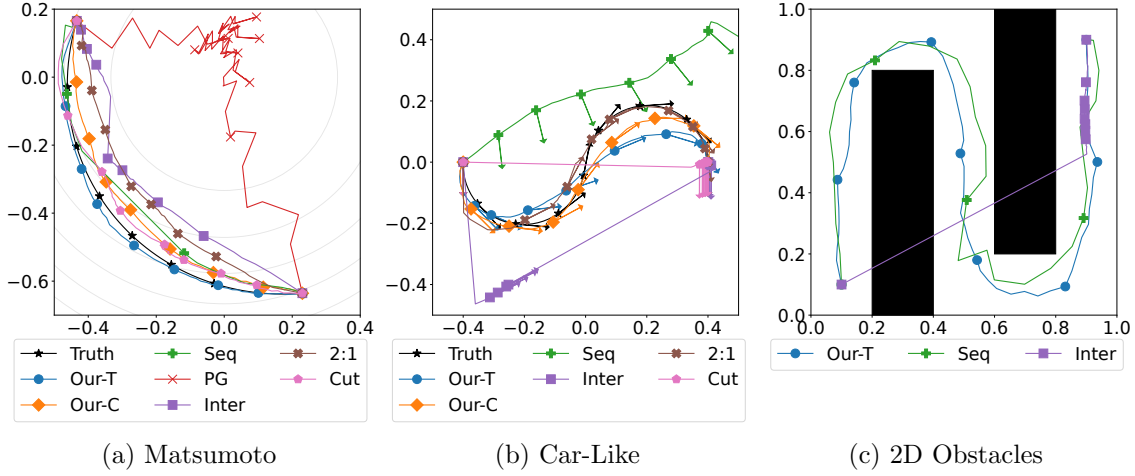 0.2
0.0
−0.2
−0.4
−0.6
−0.4 −0.2 0.0 0.2 0.4
Truth Seq 2:1
Our-T PG Cut
Our-C Inter
(a) Matsumoto
0.4
0.2
0.0
−0.2
−0.4
−0.4 −0.2 0.0 0.2 0.4
Truth Seq 2:1
Our-T Inter Cut
Our-C
(b) Car-Like
1.0
0.8
0.6
0.4
0.2
0.0
0.0 0.2 0.4 0.6 0.8 1.0
Our-T Seq Inter
(c) 2D Obstacles